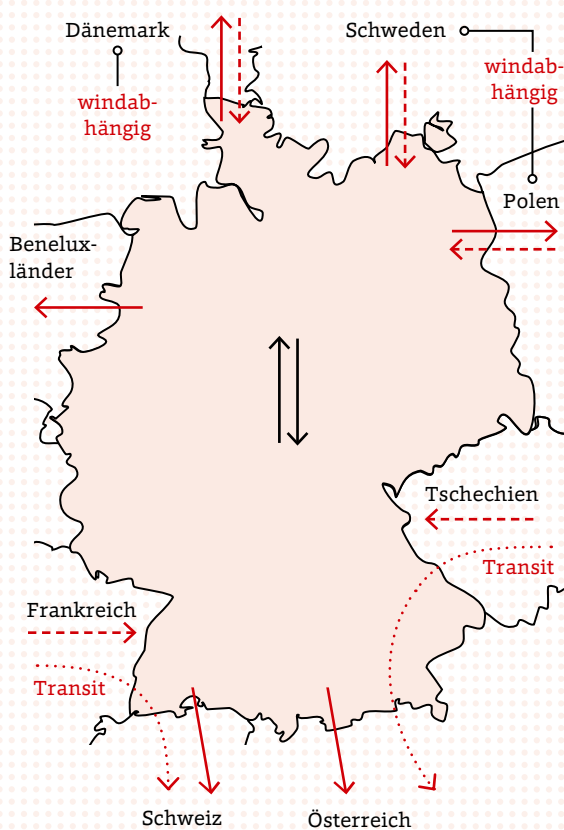 Dänemark
windab-
hängig
Schweden
windab-
hängig
Polen
Benelux-
länder
Tschechien
Transit
Frankreich
Transit
Schweiz
Österreich